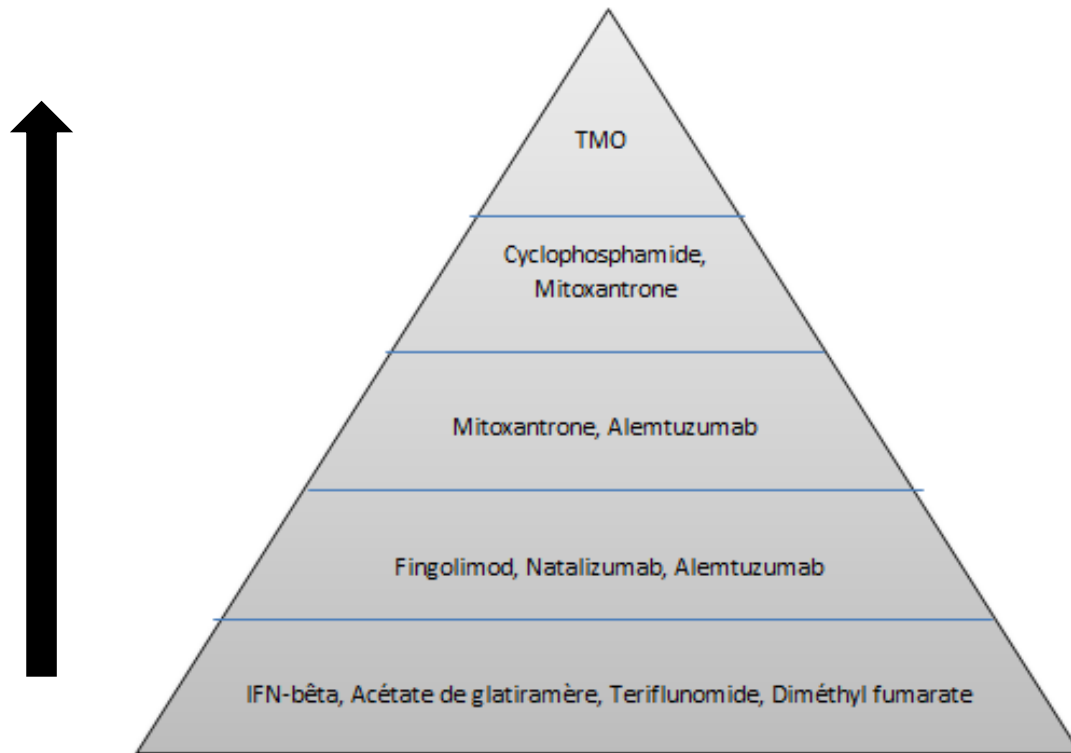 TMO
Cyclophosphamide,
Mitoxantrone
Mitoxantrone, Alemtuzumab
Fingolimod, Natalizumab, Alemtuzumab
IFN-bêta, Acétate de glatiramère, Teriflunomide, Diméthyl fumarate